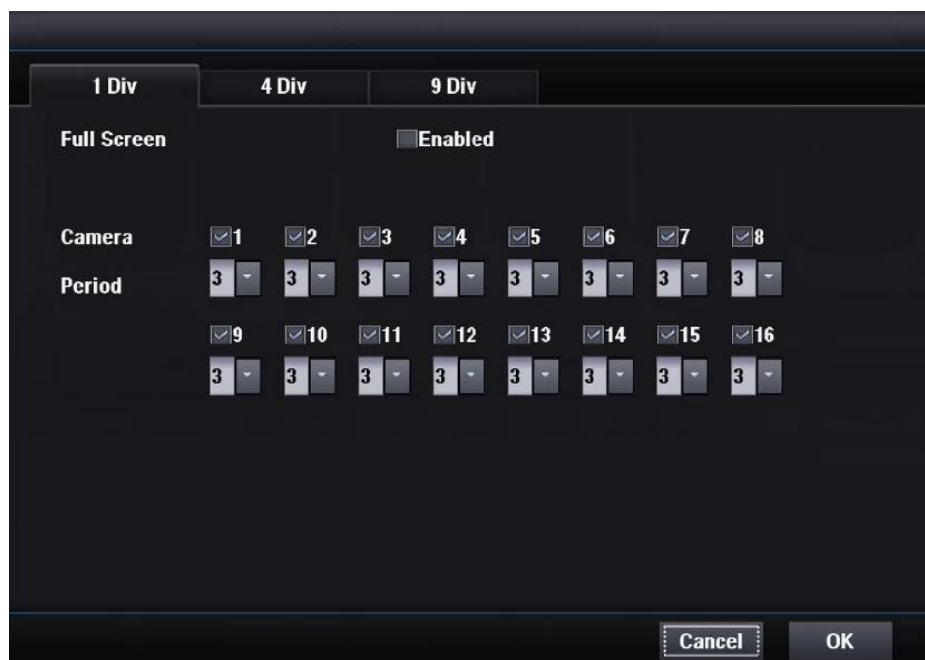 1 Div 4 Div 9 Div
Full Screen Enabled
Camera 1 2 3 4 5 6 7 8
Period 3 3 3 3 3 3 3 3
9 10 11 12 13 14 15 16
3 3 3 3 3 3 3 3
Cancel OK